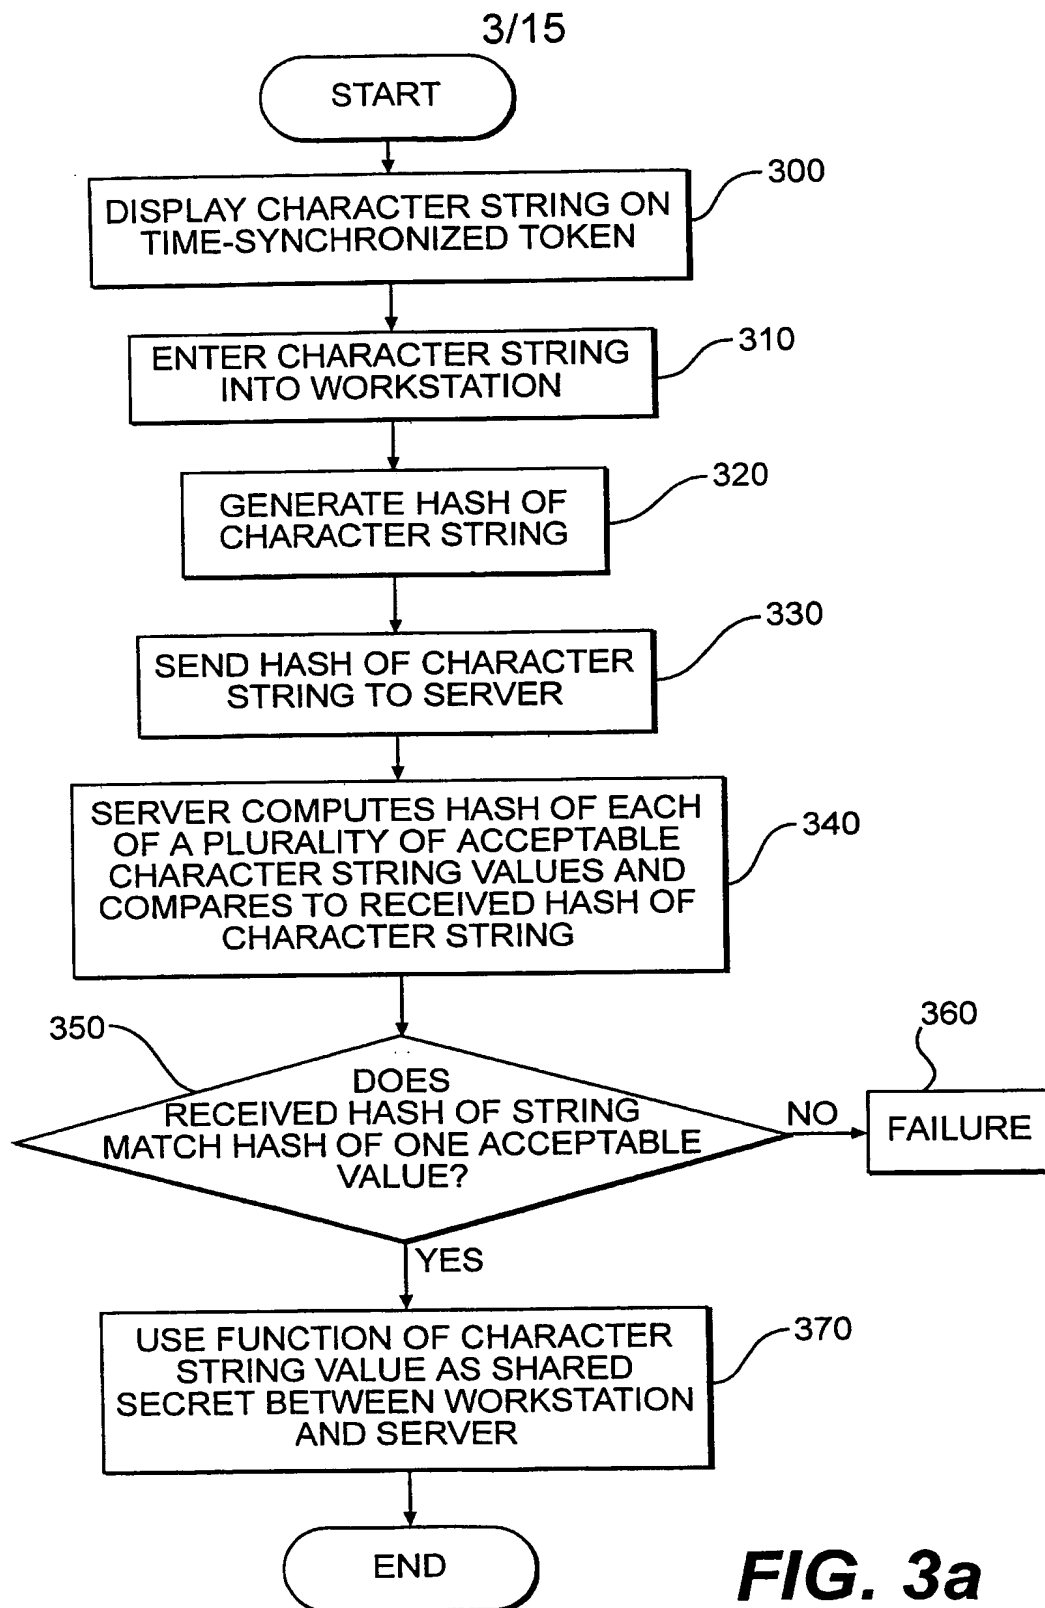 3/15
START
300
DISPLAY CHARACTER STRING ON
TIME-SYNCHRONIZED TOKEN
310
ENTER CHARACTER STRING
INTO WORKSTATION
320
GENERATE HASH OF
CHARACTER STRING
330
SEND HASH OF CHARACTER
STRING TO SERVER
340
SERVER COMPUTES HASH OF EACH
OF A PLURALITY OF ACCEPTABLE
CHARACTER STRING VALUES AND
COMPARES TO RECEIVED HASH OF
CHARACTER STRING
350
DOES
RECEIVED HASH OF STRING
MATCH HASH OF ONE ACCEPTABLE
VALUE?
NO
360
FAILURE
YES
370
USE FUNCTION OF CHARACTER
STRING VALUE AS SHARED
SECRET BETWEEN WORKSTATION
AND SERVER
END
FIG. 3a